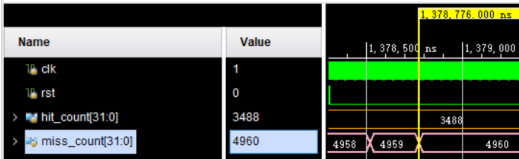 1,378,776.000 ns
Name Value 1,378,500 ns 1,379,000
clk 1
rst 0
hit_count[31:0] 3488 3488
miss_count[31:0] 4960 4958 4959 4960